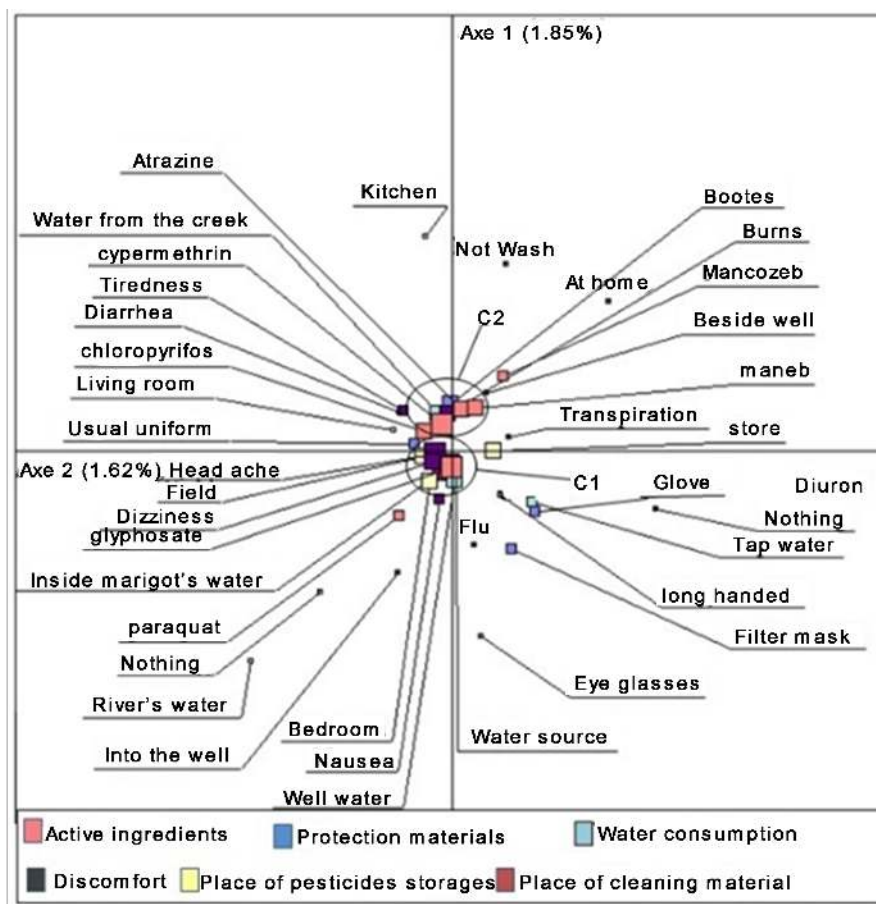 Axe 1 (1.85%)
Atrazine
Kitchen
Bootes
Water from the creek
Burns
Not Wash
cypermethrin
Mancozeb
Tiredness
At home
Diarrhea
C2
Beside well
chloropyrifos
maneb
Living room
Transpiration
Usual uniform
store
Axe 2 (1.62%) Head ache
C1
Glove
Diuron
Field
Dizziness
Nothing
Flu
glyphosate
Tap water
Inside marigot's water
long handed
paraquat
Filter mask
Nothing
Eye glasses
River's water
Bedroom
Water source
Into the well
Nausea
Well water
Active ingredients
Protection materials
Water consumption
Discomfort
Place of pesticides storages
Place of cleaning material